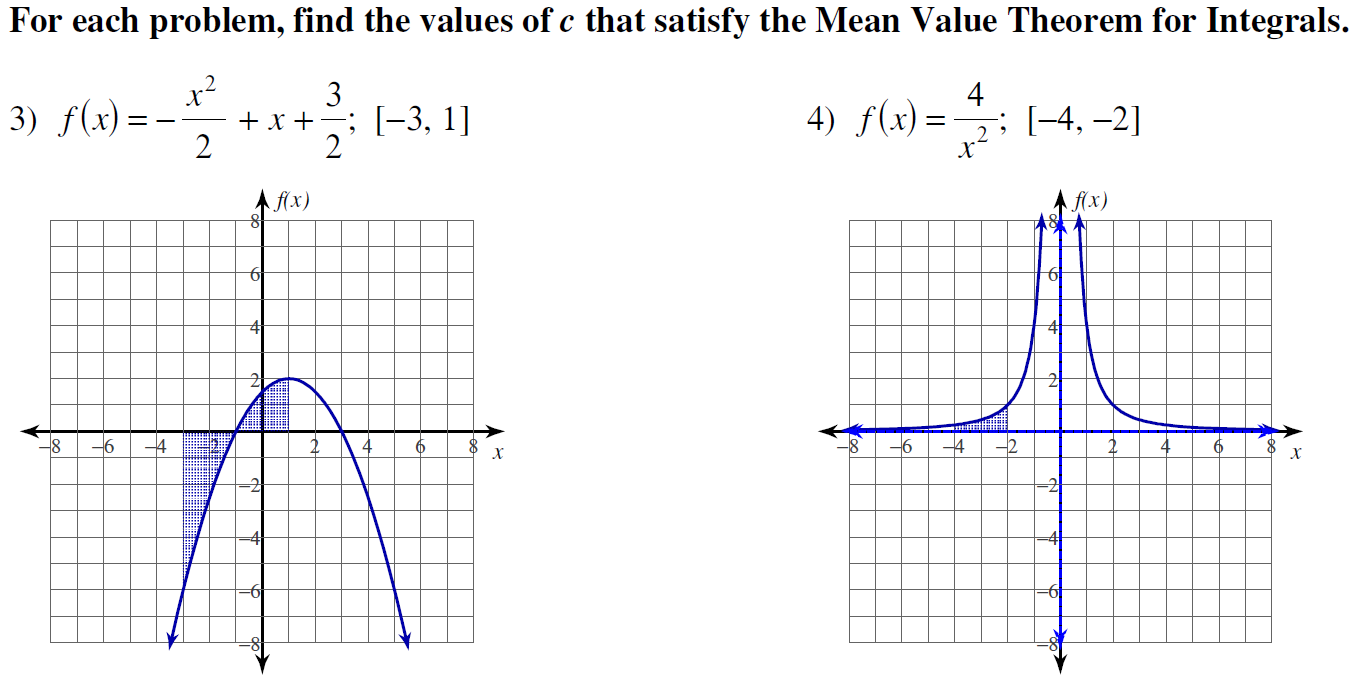 For each problem, find the values of c that satisfy the Mean Value Theorem for Integrals.
3) f(x) = −x²/2 + x + 3/2; [−3, 1]
4) f(x) = 4/x²; [−4, −2]
f(x)
8
6
4
2
−8 −6 −4 −2 2 4 6 8 x
−2
−4
−6
−8
f(x)
8
6
4
2
−8 −6 −4 −2 2 4 6 8 x
−2
−4
−6
−8